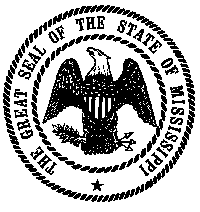 THE GREAT SEAL OF THE STATE OF MISSISSIPPI